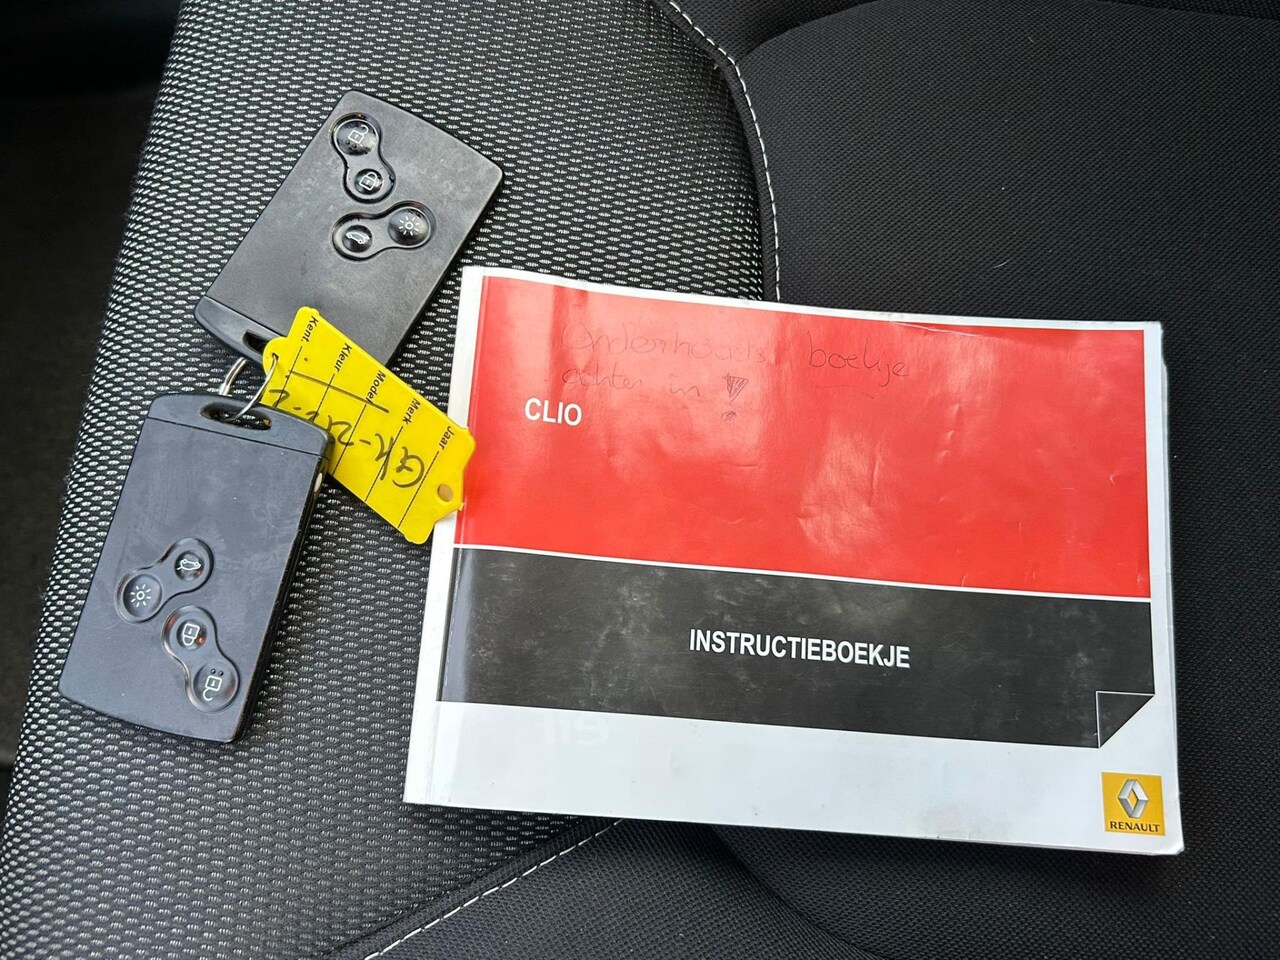 Onderhouds boekje
achter in !
CLIO
INSTRUCTIEBOEKJE
RENAULT
Kent.
Kleur
Model
Merk
Jaar